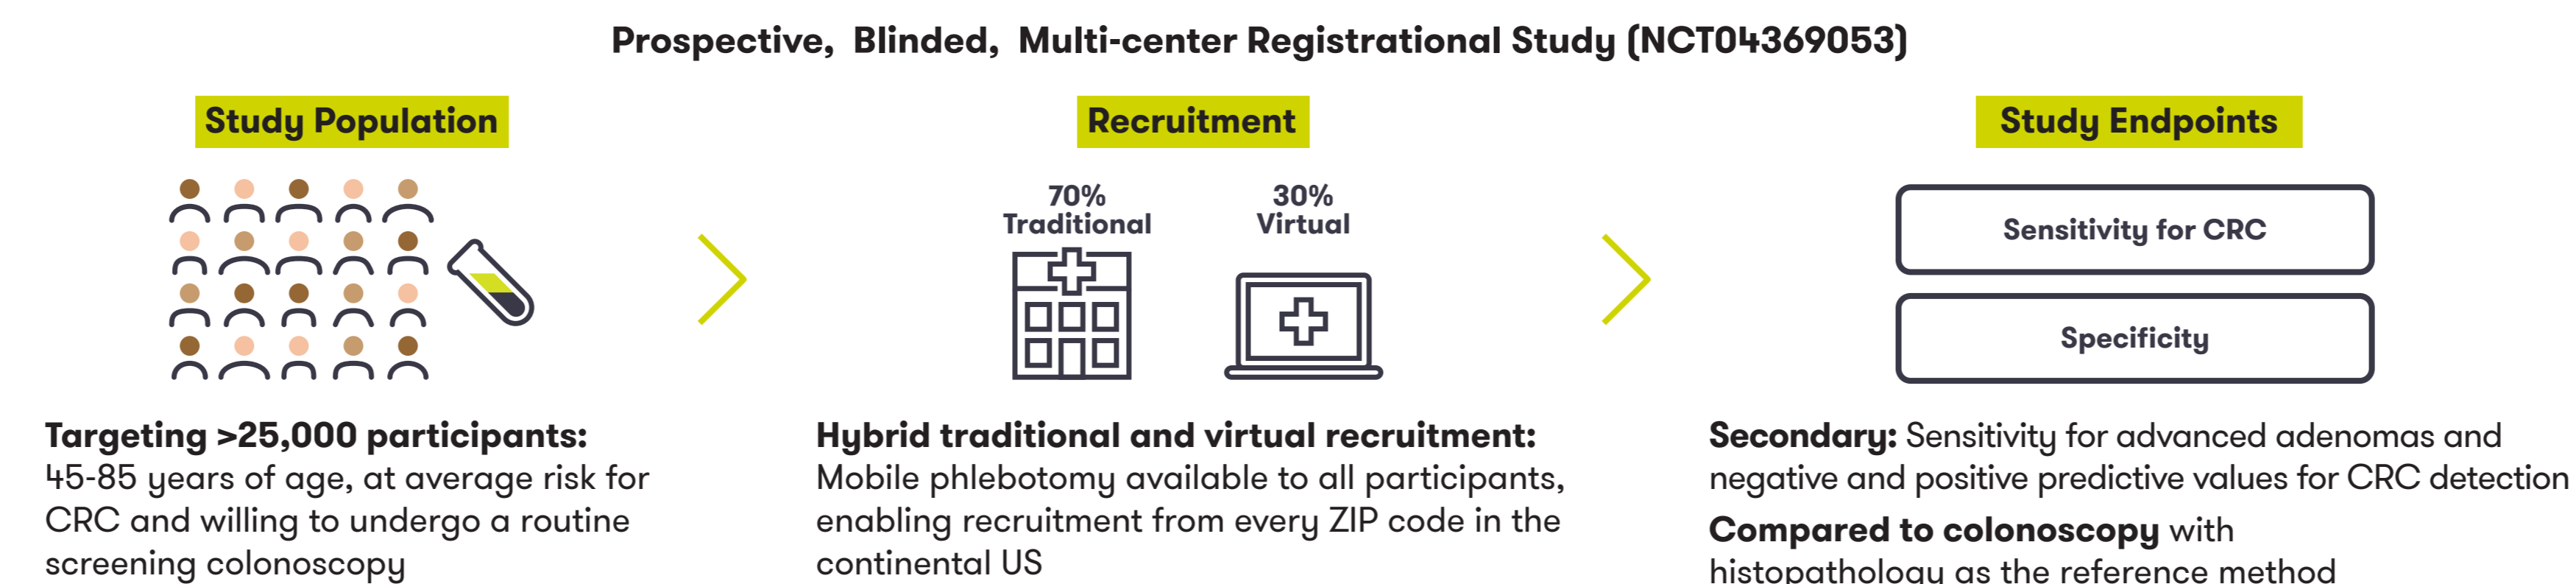 Prospective, Blinded, Multi-center Registrational Study (NCT04369053)
Study Population
Targeting >25,000 participants:
45-85 years of age, at average risk for
CRC and willing to undergo a routine
screening colonoscopy
Recruitment
70%
Traditional
30%
Virtual
Hybrid traditional and virtual recruitment:
Mobile phlebotomy available to all participants,
enabling recruitment from every ZIP code in the
continental US
Study Endpoints
Sensitivity for CRC
Specificity
Secondary: Sensitivity for advanced adenomas and
negative and positive predictive values for CRC detection
Compared to colonoscopy with
histopathology as the reference method